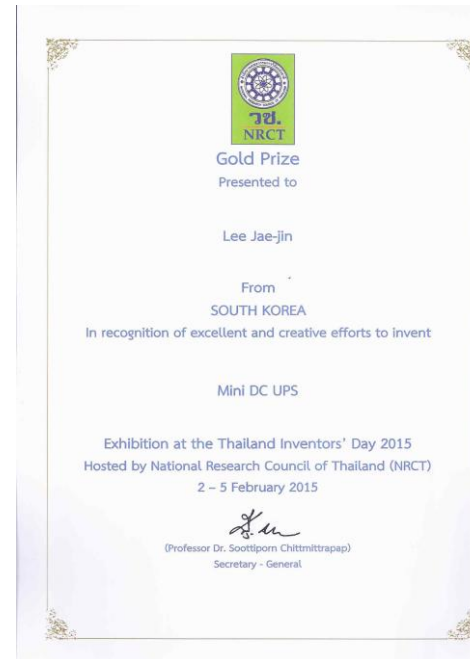 วช.
NRCT
Gold Prize
Presented to
Lee Jae-jin
From
SOUTH KOREA
In recognition of excellent and creative efforts to invent
Mini DC UPS
Exhibition at the Thailand Inventors' Day 2015
Hosted by National Research Council of Thailand (NRCT)
2 – 5 February 2015
(Professor Dr. Soottiporn Chittmittrapap)
Secretary - General